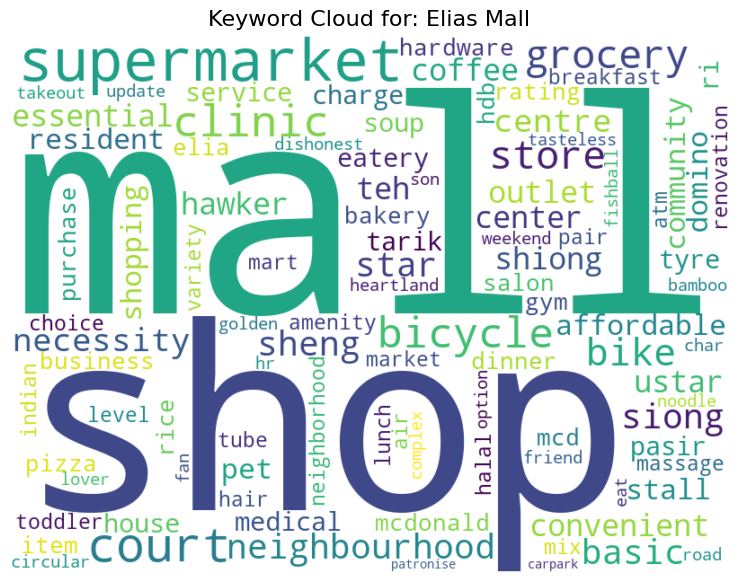 Keyword Cloud for: Elias Mall
supermarket
hardware
grocery
coffee
breakfast
takeout
update
service
charge
hdb
rating
ri
essential
clinic
soup
centre
community
domino
renovation
resident
elia
dishonest
eatery
store
tasteless
fishball
atm
mall
purchase
shopping
variety
hawker
teh
son
outlet
bakery
center
tarik
weekend
pair
mart
star
shiong
tyre
heartland
salon
bamboo
gym
choice
golden
amenity
bicycle
affordable
necessity
sheng
bike
char
business
hr
market
dinner
shop
indian
level
rice
neighborhood
lunch
air
complex
option
ustar
noodle
tube
siong
pizza
lover
fan
pet
halal
mcd
friend
pasir
massage
hair
stall
eat
toddler
house
medical
mcdonald
convenient
item
court
neighbourhood
mix
basic
road
circular
patronise
carpark